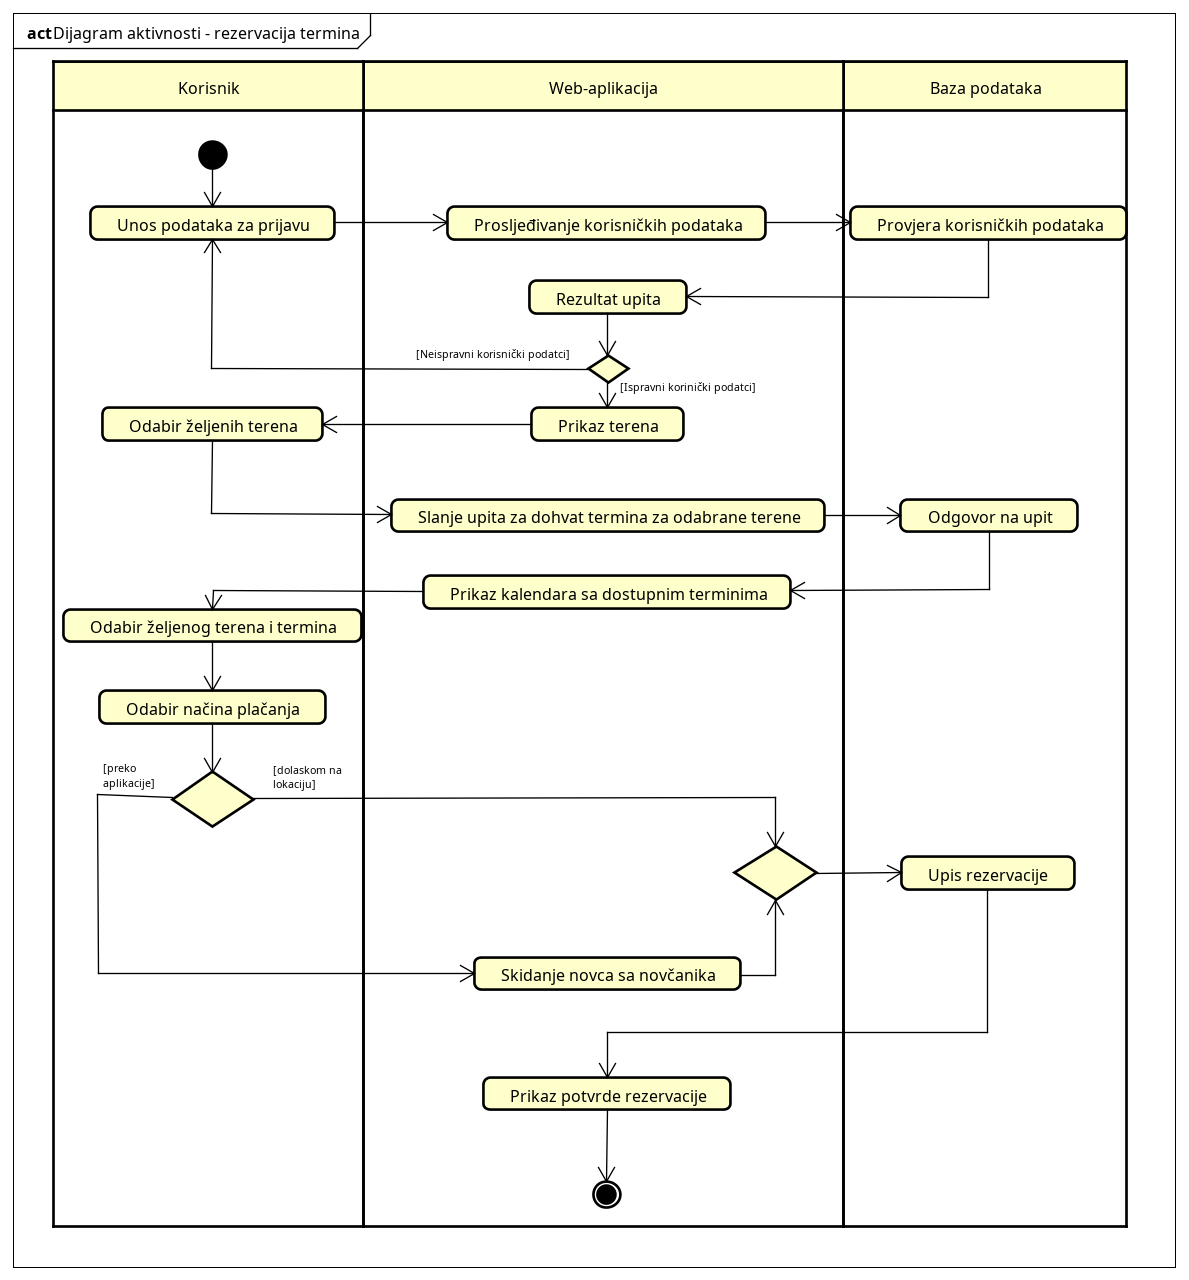 act Dijagram aktivnosti - rezervacija termina
Korisnik
Web-aplikacija
Baza podataka
Unos podataka za prijavu
Prosljeđivanje korisničkih podataka
Provjera korisničkih podataka
Rezultat upita
[Neispravni korisnički podatci]
[Ispravni korinički podatci]
Odabir željenih terena
Prikaz terena
Slanje upita za dohvat termina za odabrane terene
Odgovor na upit
Prikaz kalendara sa dostupnim terminima
Odabir željenog terena i termina
Odabir načina plačanja
[preko
aplikacije]
[dolaskom na
lokaciju]
Upis rezervacije
Skidanje novca sa novčanika
Prikaz potvrde rezervacije